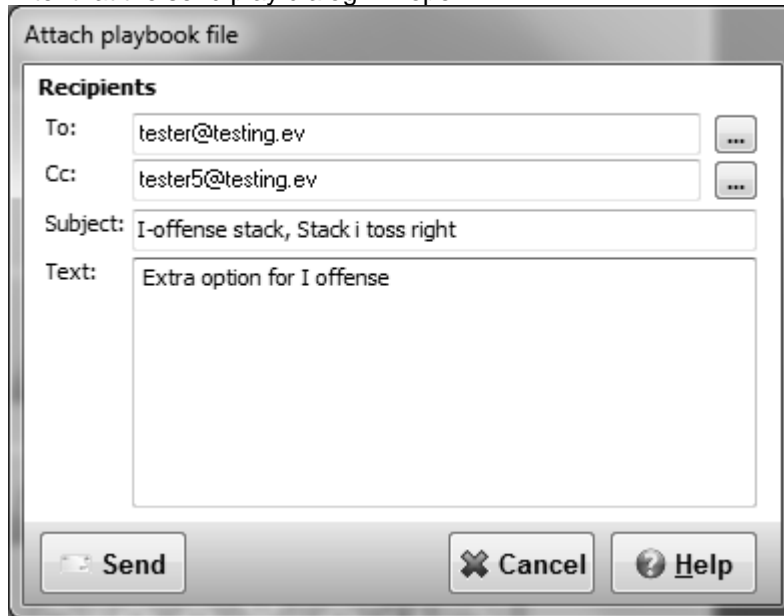 Attach playbook file
Recipients
To: tester@testing.ev ...
Cc: tester5@testing.ev ...
Subject: I-offense stack, Stack i toss right
Text: Extra option for I offense
Send Cancel Help